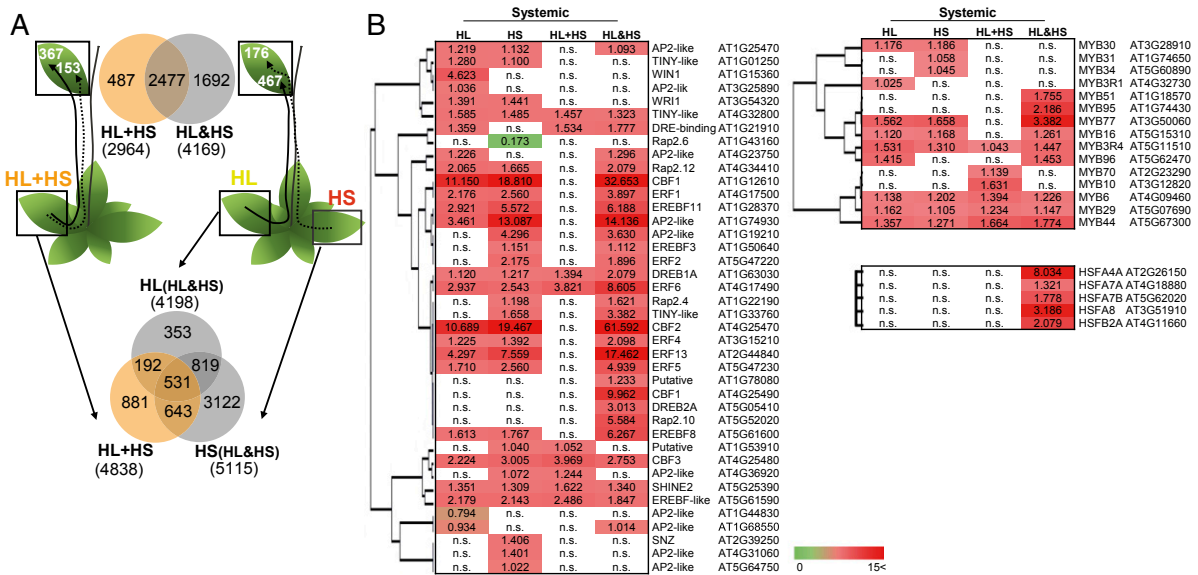 A
367
153
487
2477
1692
HL+HS
(2964)
HL&HS
(4169)
176
467
HL+HS
HL
HS
HL(HL&HS)
(4198)
353
192
819
531
881
643
3122
HL+HS
(4838)
HS(HL&HS)
(5115)
B
Systemic
HL HS HL+HS HL&HS
1.219 1.132 n.s. 1.093 AP2-like AT1G25470
1.280 1.100 n.s. n.s. TINY-like AT1G01250
4.623 n.s. n.s. n.s. WIN1 AT1G15360
1.036 n.s. n.s. n.s. AP2-lik AT3G25890
1.391 1.441 n.s. n.s. WRI1 AT3G54320
1.585 1.485 1.457 1.323 TINY-like AT4G32800
1.359 n.s. 1.534 1.777 DRE-binding AT1G21910
n.s. 0.173 n.s. n.s. Rap2.6 AT1G43160
1.226 n.s. n.s. 1.296 AP2-like AT4G23750
2.065 1.665 n.s. 2.079 Rap2.12 AT4G34410
11.150 18.810 n.s. 32.653 CBF1 AT1G12610
2.176 2.560 n.s. 3.897 ERF1 AT4G17500
2.921 5.572 n.s. 6.188 EREBF11 AT1G28370
3.461 13.087 n.s. 14.136 AP2-like AT1G74930
n.s. 4.296 n.s. 3.630 AP2-like AT1G19210
n.s. 1.151 n.s. 1.112 EREBF3 AT1G50640
n.s. 2.175 n.s. 1.896 ERF2 AT5G47220
1.120 1.217 1.394 2.079 DREB1A AT1G63030
2.937 2.543 3.821 8.605 ERF6 AT4G17490
n.s. 1.198 n.s. 1.621 Rap2.4 AT1G22190
n.s. 1.658 n.s. 3.382 TINY-like AT1G33760
10.689 19.467 n.s. 61.592 CBF2 AT4G25470
1.225 1.392 n.s. 2.098 ERF4 AT3G15210
4.297 7.559 n.s. 17.462 ERF13 AT2G44840
1.710 2.560 n.s. 4.939 ERF5 AT5G47230
n.s. n.s. n.s. 1.233 Putative AT1G78080
n.s. n.s. n.s. 9.962 CBF1 AT4G25490
n.s. n.s. n.s. 3.013 DREB2A AT5G05410
n.s. n.s. n.s. 5.584 Rap2.10 AT5G52020
1.613 1.767 n.s. 6.267 EREBF8 AT5G61600
n.s. 1.040 1.052 n.s. Putative AT1G53910
2.224 3.005 3.969 2.753 CBF3 AT4G25480
n.s. 1.072 1.244 n.s. AP2-like AT4G36920
1.351 1.309 1.622 1.340 SHINE2 AT5G25390
2.179 2.143 2.486 1.847 EREBF-like AT5G61590
0.794 n.s. n.s. n.s. AP2-like AT1G44830
0.934 n.s. n.s. 1.014 AP2-like AT1G68550
n.s. 1.406 n.s. n.s. SNZ AT2G39250
n.s. 1.401 n.s. n.s. AP2-like AT4G31060
n.s. 1.022 n.s. n.s. AP2-like AT5G64750
Systemic
HL HS HL+HS HL&HS
1.176 1.186 n.s. n.s. MYB30 AT3G28910
n.s. 1.058 n.s. n.s. MYB31 AT1G74650
n.s. 1.045 n.s. n.s. MYB34 AT5G60890
1.025 n.s. n.s. n.s. MYB3R1 AT4G32730
n.s. n.s. n.s. 1.755 MYB51 AT1G18570
n.s. n.s. n.s. 2.186 MYB95 AT1G74430
1.562 1.658 n.s. 3.382 MYB77 AT3G50060
1.120 1.168 n.s. 1.261 MYB16 AT5G15310
1.531 1.310 1.043 1.447 MYB3R4 AT5G11510
1.415 n.s. n.s. 1.453 MYB96 AT5G62470
n.s. n.s. 1.139 n.s. MYB70 AT2G23290
n.s. n.s. 1.631 n.s. MYB10 AT3G12820
1.138 1.202 1.394 1.226 MYB6 AT4G09460
1.162 1.105 1.234 1.147 MYB29 AT5G07690
1.357 1.271 1.664 1.774 MYB44 AT5G67300
n.s. n.s. n.s. 8.034 HSFA4A AT2G26150
n.s. n.s. n.s. 1.321 HSFA7A AT4G18880
n.s. n.s. n.s. 1.778 HSFA7B AT5G62020
n.s. n.s. n.s. 3.186 HSFA8 AT3G51910
n.s. n.s. n.s. 2.079 HSFB2A AT4G11660
0 15<